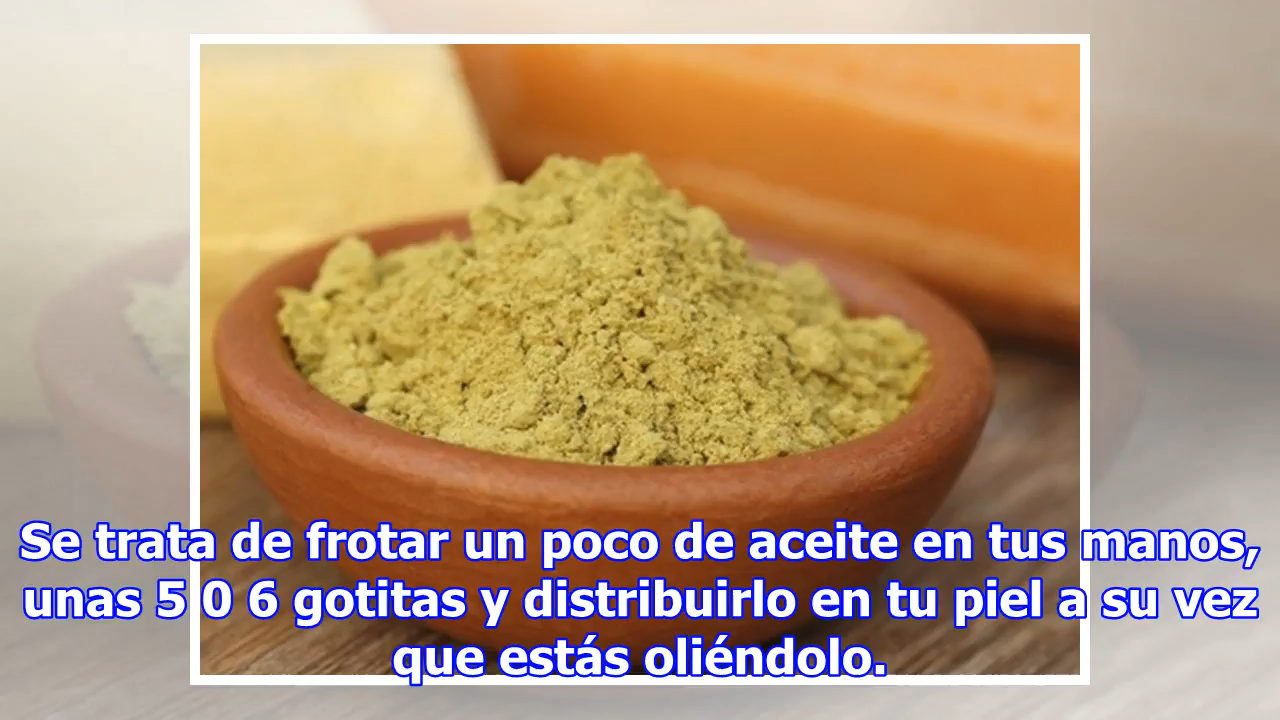 Se trata de frotar un poco de aceite en tus manos,
unas 5 0 6 gotitas y distribuirlo en tu piel a su vez
que estás oliéndolo.